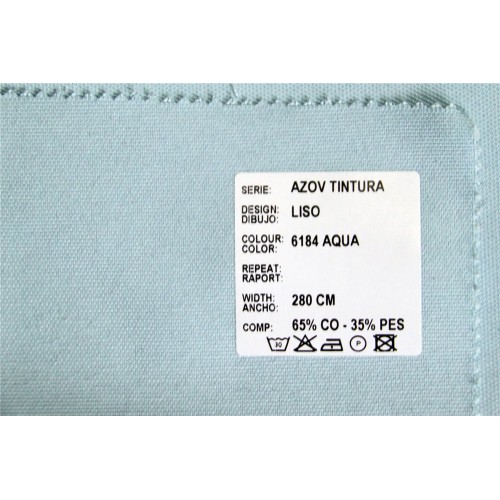 SERIE: AZOV TINTURA
DESIGN: LISO
DIBUJO:
COLOUR: 6184 AQUA
COLOR:
REPEAT:
RAPORT:
WIDTH: 280 CM
ANCHO:
COMP: 65% CO - 35% PES
30 P